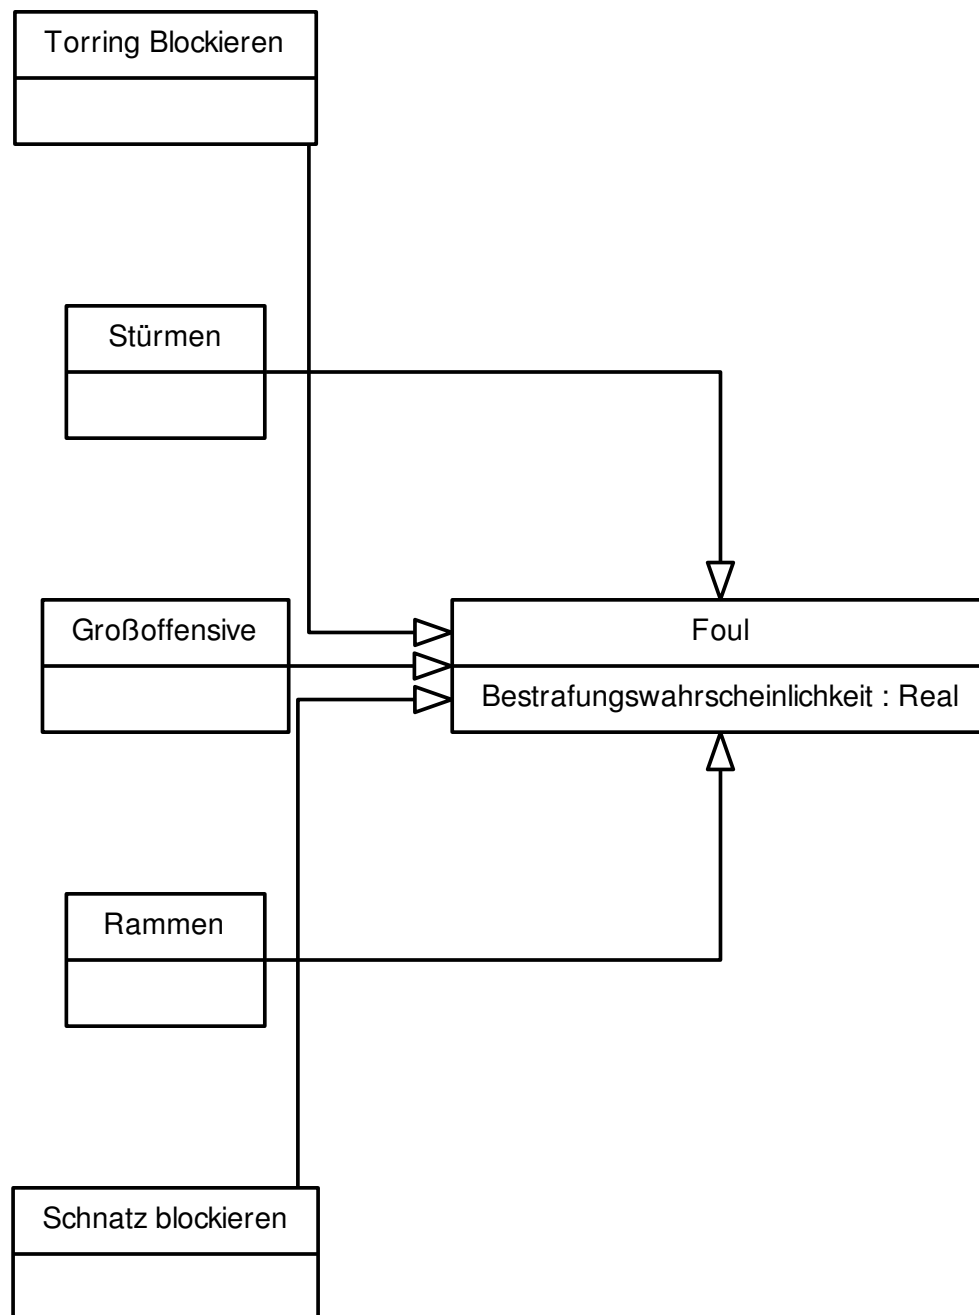 Torring Blockieren
Stürmen
Großoffensive
Foul
Bestrafungswahrscheinlichkeit : Real
Rammen
Schnatz blockieren